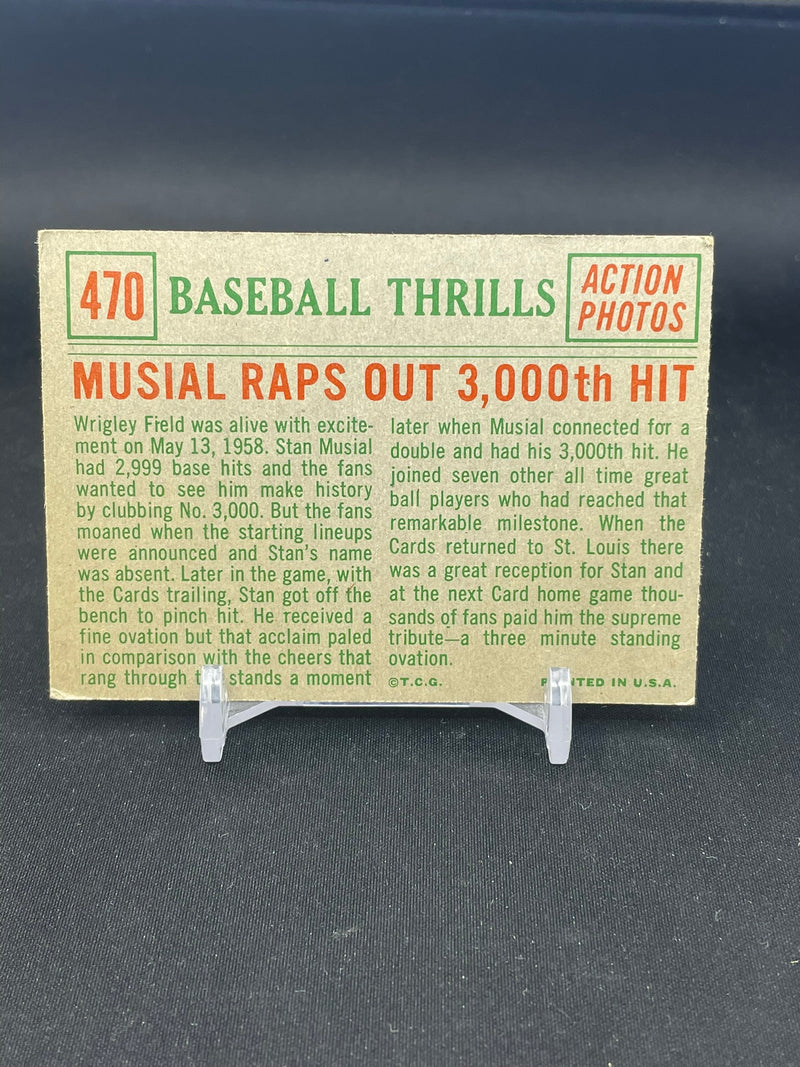 470
BASEBALL THRILLS
ACTION
PHOTOS
MUSIAL RAPS OUT 3,000th HIT
Wrigley Field was alive with excite-
ment on May 13, 1958. Stan Musial
had 2,999 base hits and the fans
wanted to see him make history
by clubbing No. 3,000. But the fans
moaned when the starting lineups
were announced and Stan's name
was absent. Later in the game, with
the Cards trailing, Stan got off the
bench to pinch hit. He received a
fine ovation but that acclaim paled
in comparison with the cheers that
rang through stands a moment
later when Musial connected for a
double and had his 3,000th hit. He
joined seven other all time great
ball players who had reached that
remarkable milestone. When the
Cards returned to St. Louis there
was a great reception for Stan and
at the next Card home game thou-
sands of fans paid him the supreme
tribute—a three minute standing
ovation.
©T.C.G.
IN U.S.A.